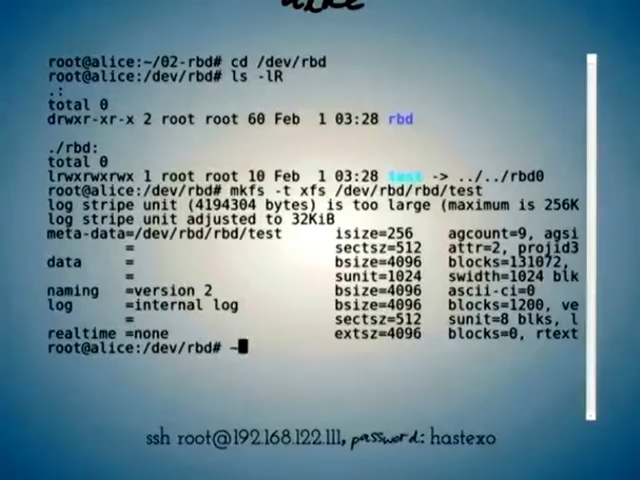 alice
root@alice:~/02-rbd# cd /dev/rbd
root@alice:/dev/rbd# ls -lR
.:
total 0
drwxr-xr-x 2 root root 60 Feb  1 03:28 rbd

./rbd:
total 0
lrwxrwxrwx 1 root root 10 Feb  1 03:28 test -> ../../rbd0
root@alice:/dev/rbd# mkfs -t xfs /dev/rbd/rbd/test
log stripe unit (4194304 bytes) is too large (maximum is 256K
log stripe unit adjusted to 32KiB
meta-data=/dev/rbd/rbd/test      isize=256    agcount=9, agsi
         =                       sectsz=512   attr=2, projid3
data     =                       bsize=4096   blocks=131072,
         =                       sunit=1024   swidth=1024 blk
naming   =version 2              bsize=4096   ascii-ci=0
log      =internal log           bsize=4096   blocks=1200, ve
         =                       sectsz=512   sunit=8 blks, l
realtime =none                   extsz=4096   blocks=0, rtext
root@alice:/dev/rbd# ~
ssh root@192.168.122.111, password: hastexo